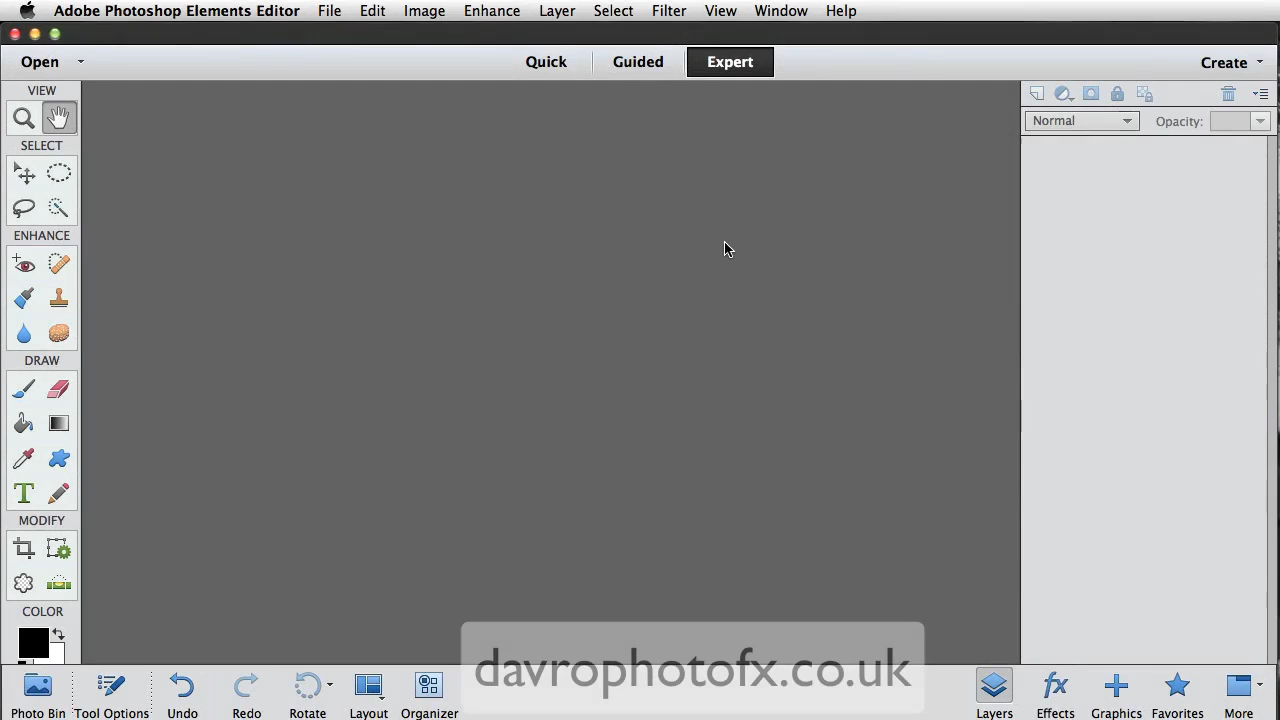 Adobe Photoshop Elements Editor File Edit Image Enhance Layer Select Filter View Window Help
Open Quick Guided Expert Create
VIEW
Normal Opacity:
SELECT
ENHANCE
DRAW
T
MODIFY
COLOR
davrophotofx.co.uk
fx
Photo Bin Tool Options Undo Redo Rotate Layout Organizer Layers Effects Graphics Favorites More